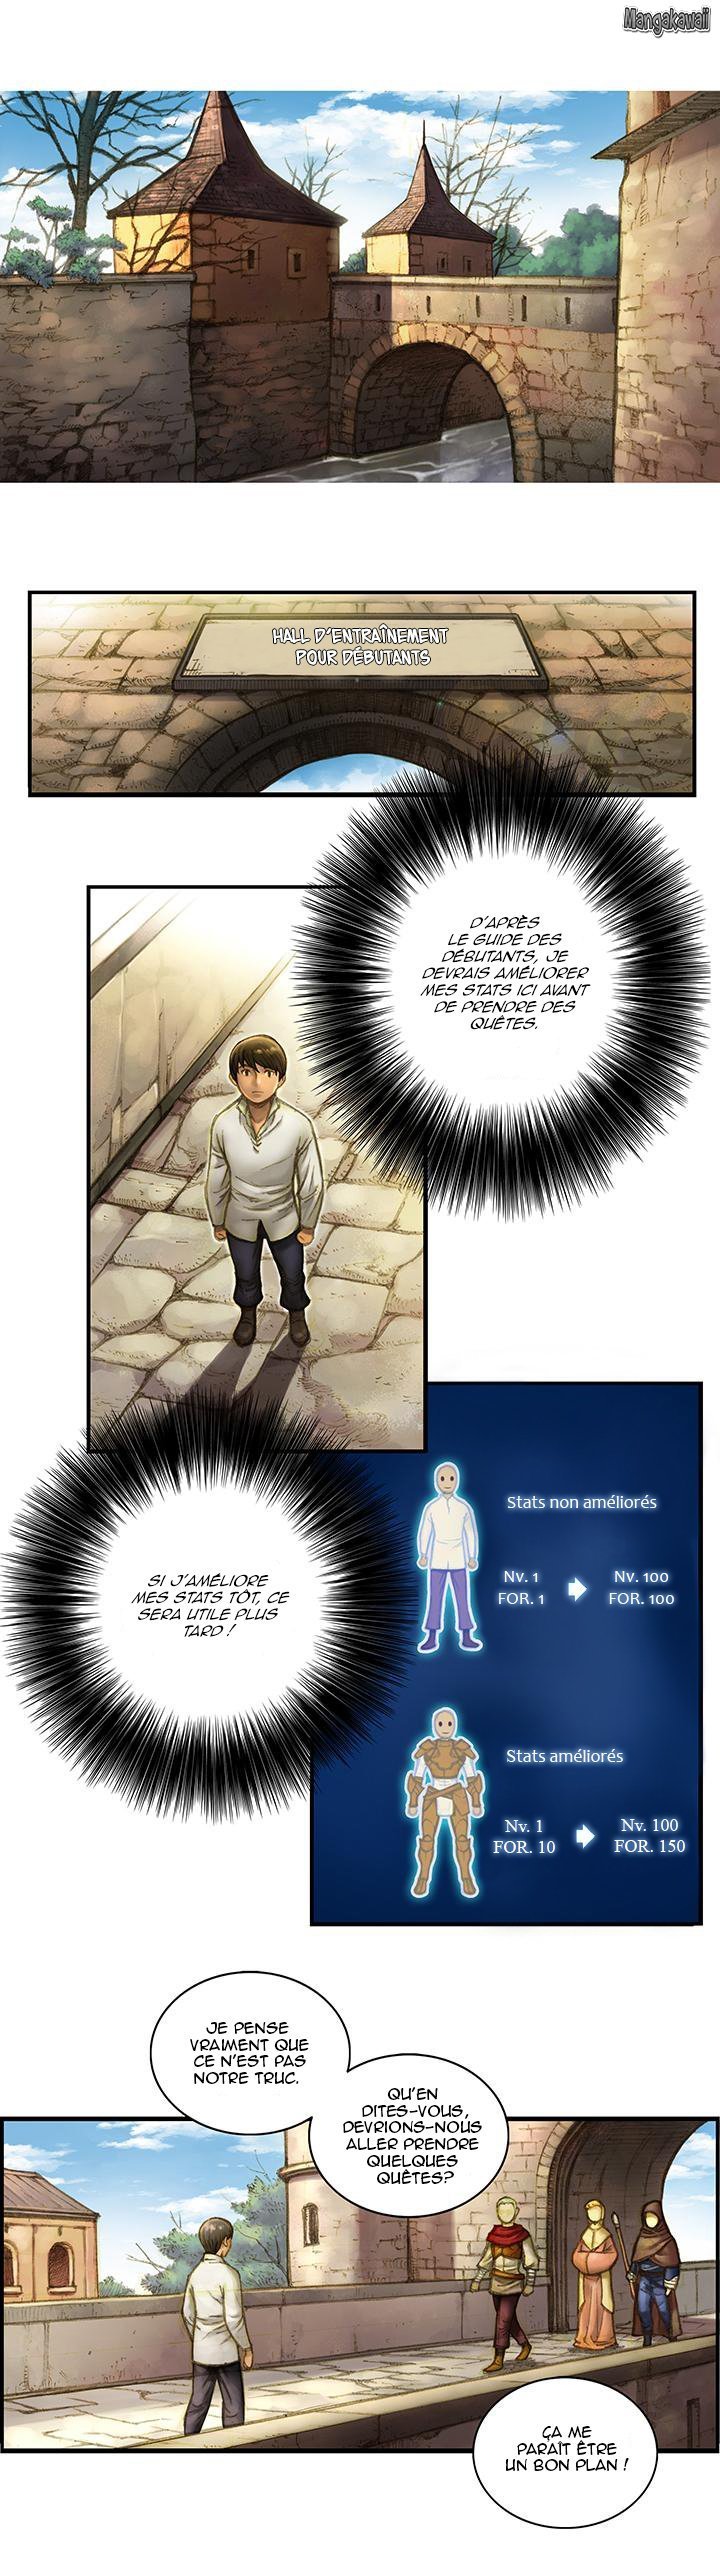 Mangakawaii
HALL D'ENTRAÎNEMENT
POUR DÉBUTANTS
D'APRÈS
LE GUIDE DES
DÉBUTANTS, JE
DEVRAIS AMÉLIORER
MES STATS ICI AVANT
DE PRENDRE DES
QUÊTES.
SI J'AMÉLIORE
MES STATS TÔT, CE
SERA UTILE PLUS
TARD !
Stats non améliorés
Nv. 1 Nv. 100
FOR. 1 FOR. 100
Stats améliorés
Nv. 1 Nv. 100
FOR. 10 FOR. 150
JE PENSE
VRAIMENT QUE
CE N'EST PAS
NOTRE TRUC.
QU'EN
DITES-VOUS,
DEVRIONS-NOUS
ALLER PRENDRE
QUELQUES
QUÊTES?
ÇA ME
PARAÎT ÊTRE
UN BON PLAN !